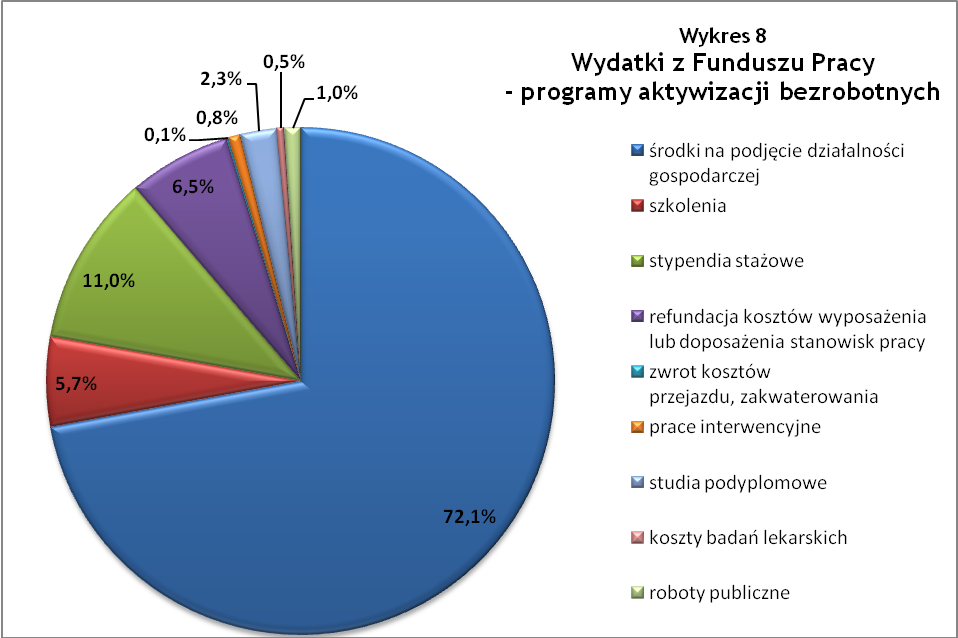 Wykres 8
Wydatki z Funduszu Pracy
- programy aktywizacji bezrobotnych
0,5%
2,3%
1,0%
0,8%
0,1%
6,5%
11,0%
5,7%
72,1%
środki na podjęcie działalności
gospodarczej
szkolenia
stypendia stażowe
refundacja kosztów wyposażenia
lub doposażenia stanowisk pracy
zwrot kosztów
przejazdu, zakwaterowania
prace interwencyjne
studia podyplomowe
koszty badań lekarskich
roboty publiczne